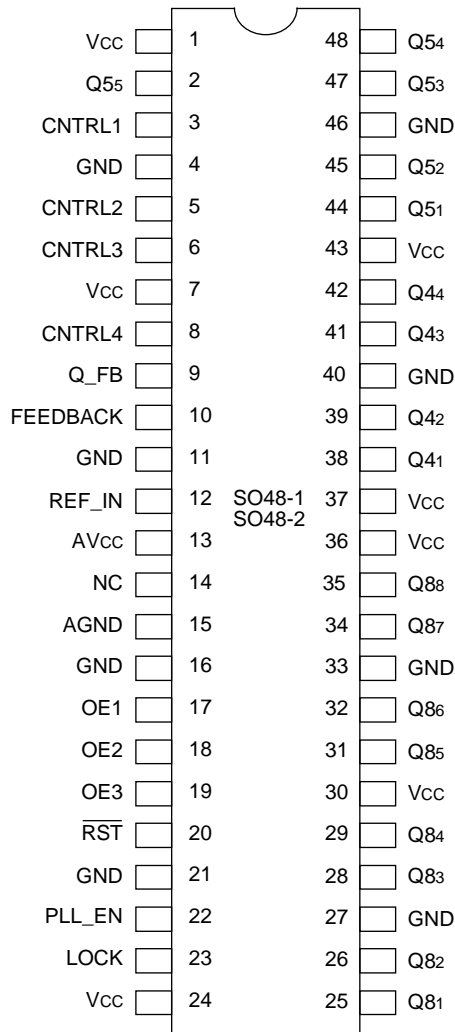 Vcc 1 48 Q54
Q55 2 47 Q53
CNTRL1 3 46 GND
GND 4 45 Q52
CNTRL2 5 44 Q51
CNTRL3 6 43 Vcc
Vcc 7 42 Q44
CNTRL4 8 41 Q43
Q_FB 9 40 GND
FEEDBACK 10 39 Q42
GND 11 38 Q41
REF_IN 12 SO48-1 37 Vcc
SO48-2
AVcc 13 36 Vcc
NC 14 35 Q88
AGND 15 34 Q87
GND 16 33 GND
OE1 17 32 Q86
OE2 18 31 Q85
OE3 19 30 Vcc
R̅S̅T̅ 20 29 Q84
GND 21 28 Q83
PLL_EN 22 27 GND
LOCK 23 26 Q82
Vcc 24 25 Q81